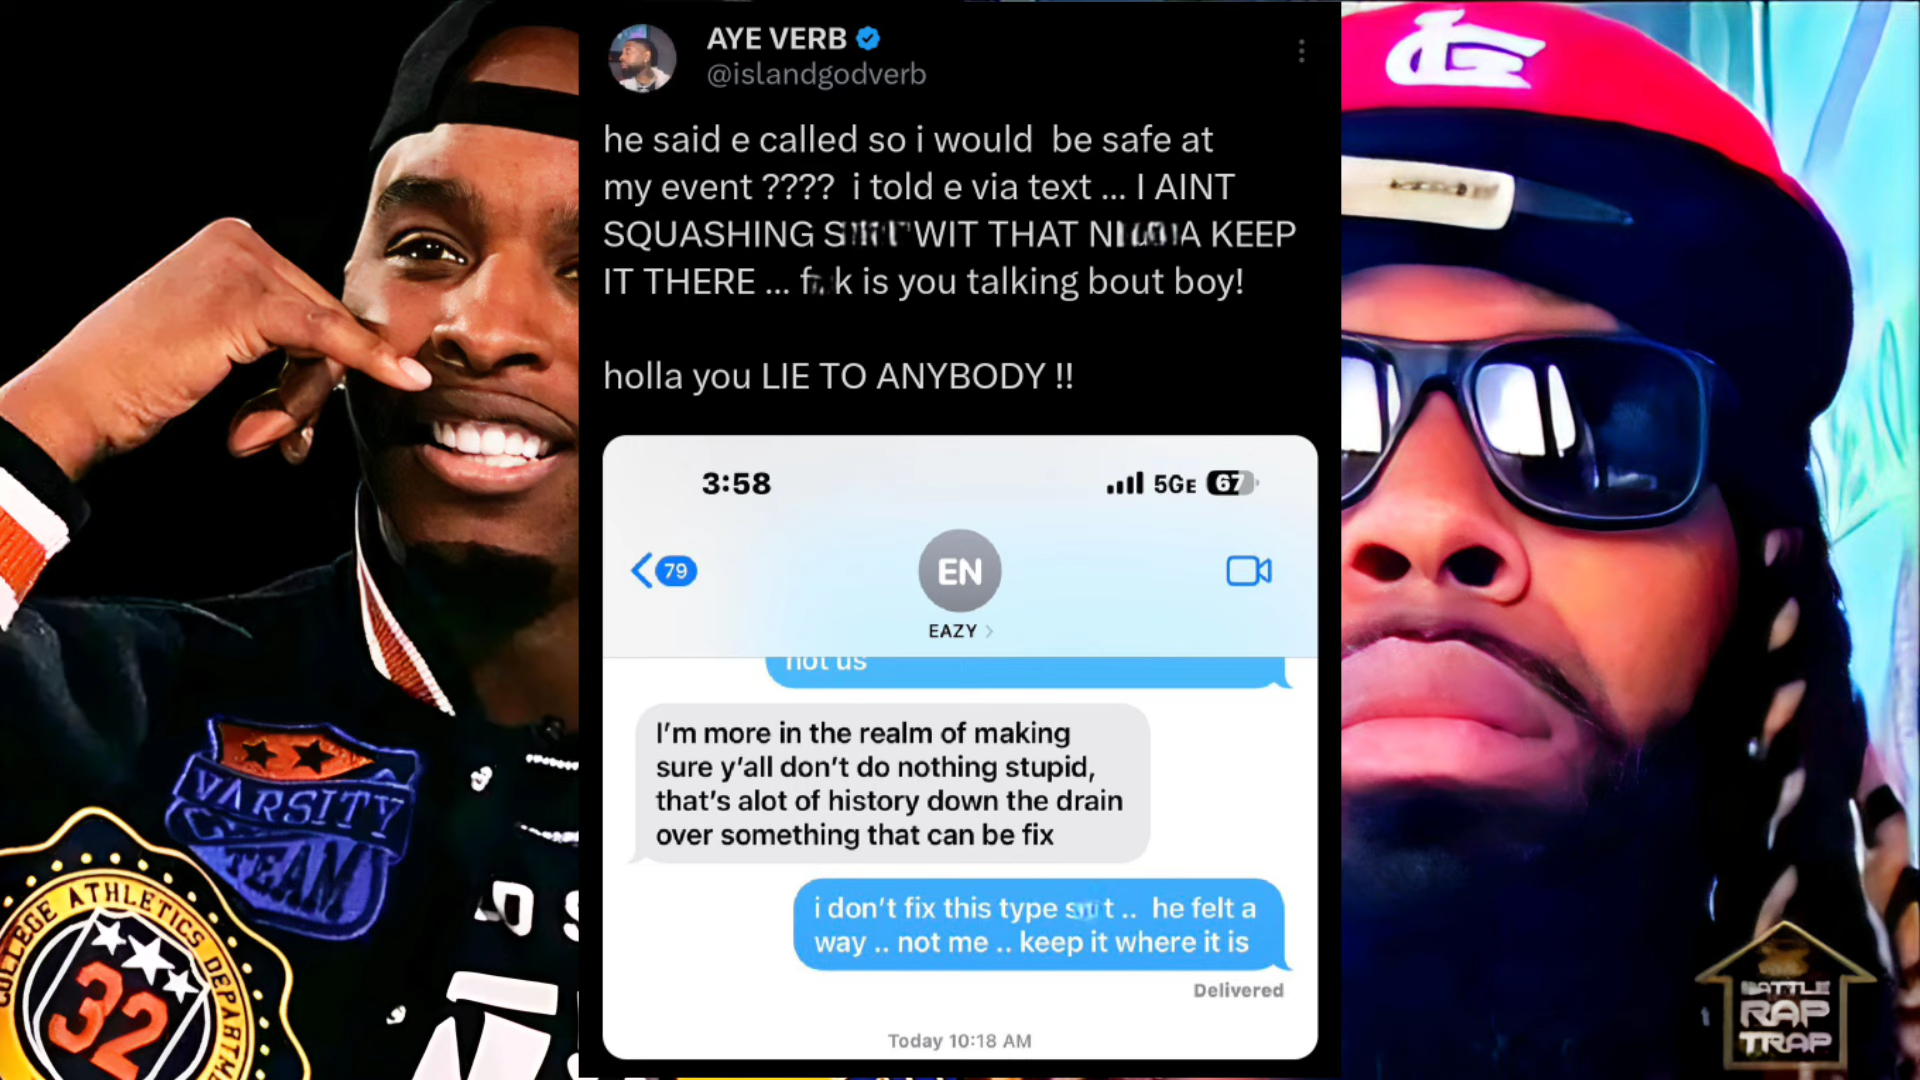 AYE VERB
@islandgodverb
he said e called so i would be safe at
my event ???? i told e via text ... I AINT
SQUASHING WIT THAT KEEP
IT THERE ... is you talking bout boy!
holla you LIE TO ANYBODY !!
3:58
5GE 67
79
EN
EAZY
not us
I'm more in the realm of making
sure y'all don't do nothing stupid,
that's alot of history down the drain
over something that can be fix
i don't fix this type .. he felt a
way .. not me .. keep it where it is
Delivered
Today 10:18 AM
VARSITY
TEAM
COLLEGE ATHLETICS
32
BATTLE
RAP
TRAP